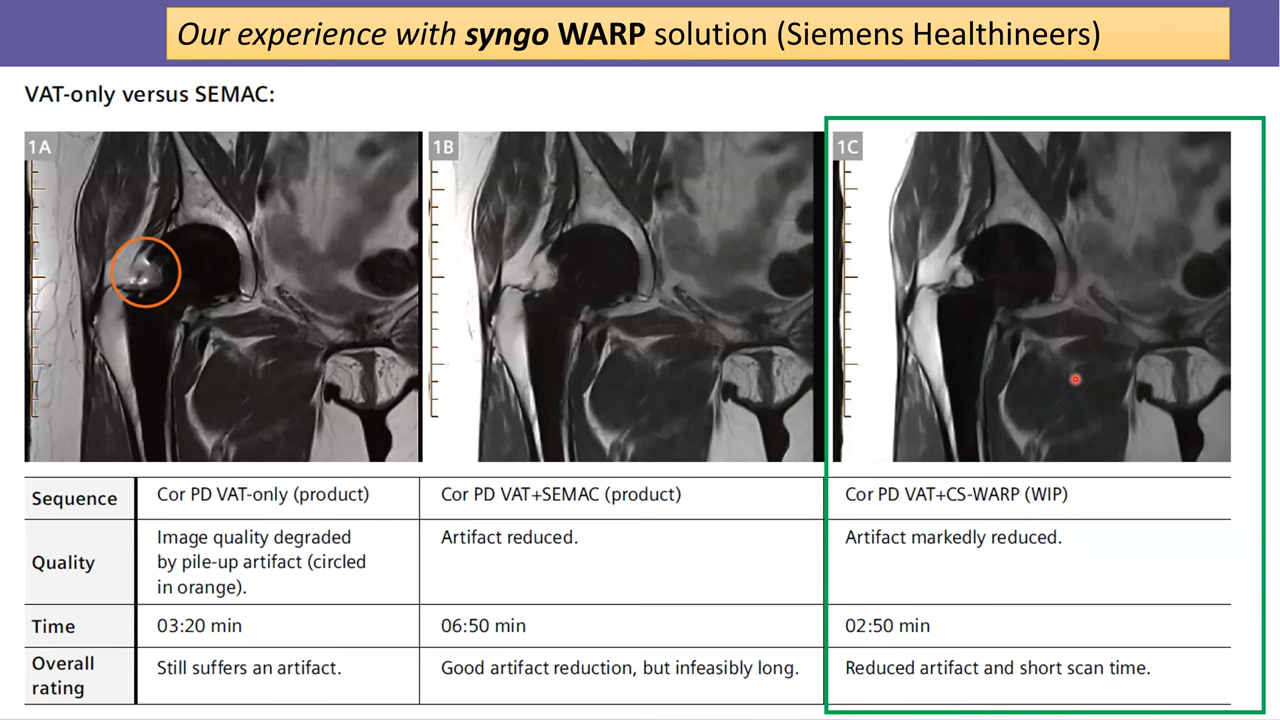 Our experience with syngo WARP solution (Siemens Healthineers)
VAT-only versus SEMAC:
1A
1B
1C
Sequence
Cor PD VAT-only (product)
Cor PD VAT+SEMAC (product)
Cor PD VAT+CS-WARP (WIP)
Quality
Image quality degraded
by pile-up artifact (circled
in orange).
Artifact reduced.
Artifact markedly reduced.
Time
03:20 min
06:50 min
02:50 min
Overall
rating
Still suffers an artifact.
Good artifact reduction, but infeasibly long.
Reduced artifact and short scan time.